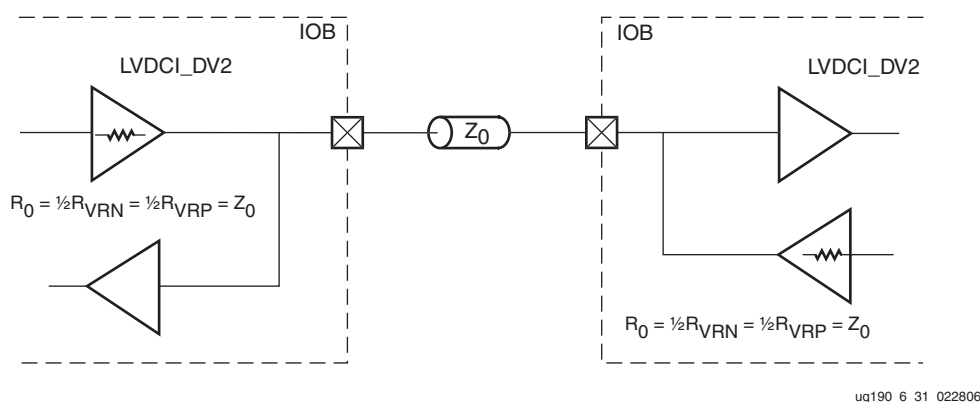 IOB
LVDCI_DV2
R0 = ½RVRN = ½RVRP = Z0
Z0
IOB
LVDCI_DV2
R0 = ½RVRN = ½RVRP = Z0
ug190_6_31_022806